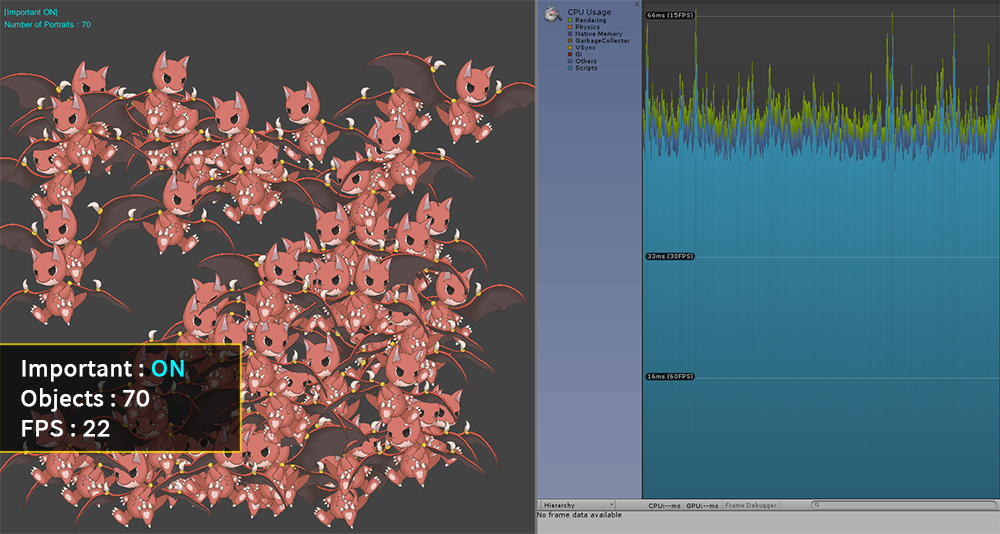 [Important ON]
Number of Portraits : 70
Important : ON
Objects : 70
FPS : 22
CPU Usage
Rendering
Physics
Native Memory
GarbageCollector
VSync
Gi
Others
Scripts
66ms (15FPS)
33ms (30FPS)
16ms (60FPS)
Hierarchy
CPU:--ms GPU:--ms Frame Debugger
No frame data available